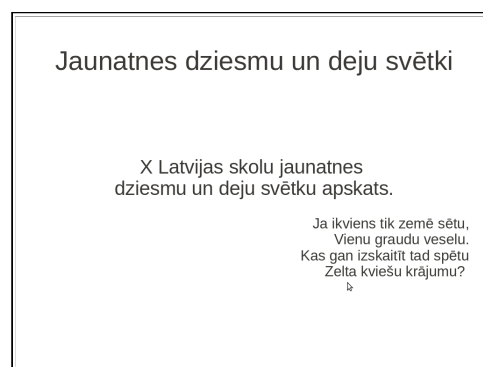 Jaunatnes dziesmu un deju svētki
X Latvijas skolu jaunatnes
dziesmu un deju svētku apskats.
Ja ikviens tik zemē sētu,
Vienu graudu veselu.
Kas gan izskaitīt tad spētu
Zelta kviešu krājumu?